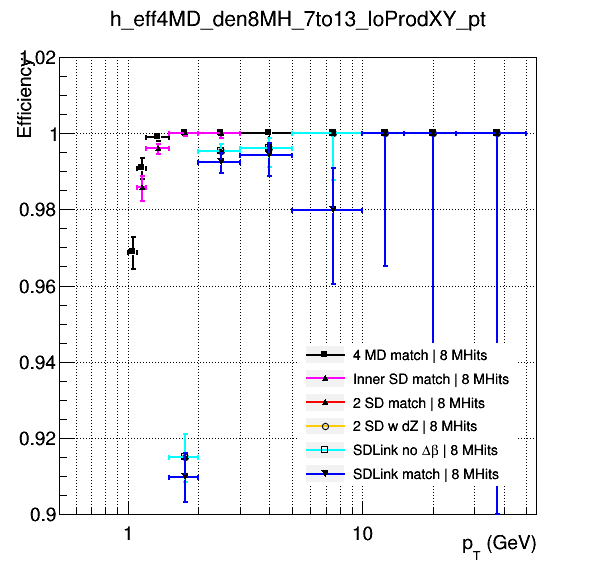 h_eff4MD_den8MH_7to13_loProdXY_pt
Efficiency
1.02
1
0.98
0.96
0.94
0.92
0.9
4 MD match | 8 MHits
Inner SD match | 8 MHits
2 SD match | 8 MHits
2 SD w dZ | 8 MHits
SDLink no Δβ | 8 MHits
SDLink match | 8 MHits
1
10
p_T (GeV)